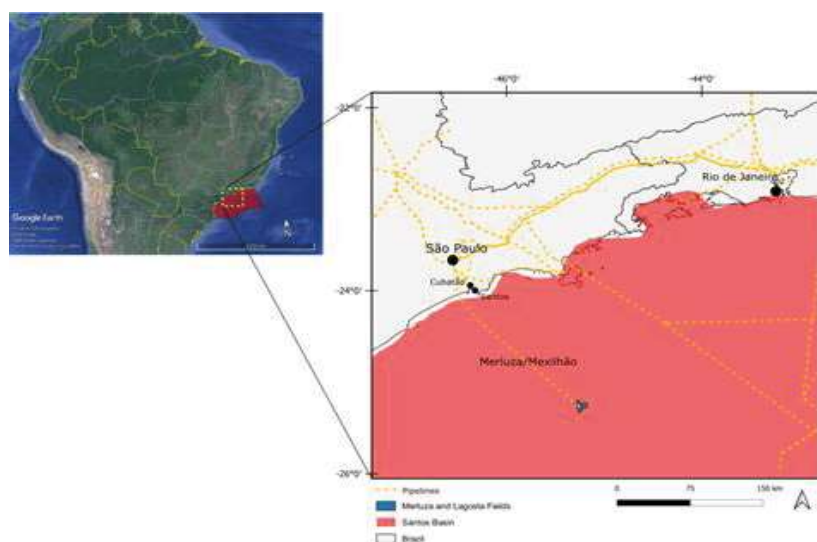 Google Earth
-46°0'
-44°0'
-22°0'
Rio de Janeiro
São Paulo
Cubatão
Santos
-24°0'
Merluza/Mexilhão
-26°0'
0 75 150 km
Pipelines
Merluza and Lagosta Fields
Santos Basin
Brazil